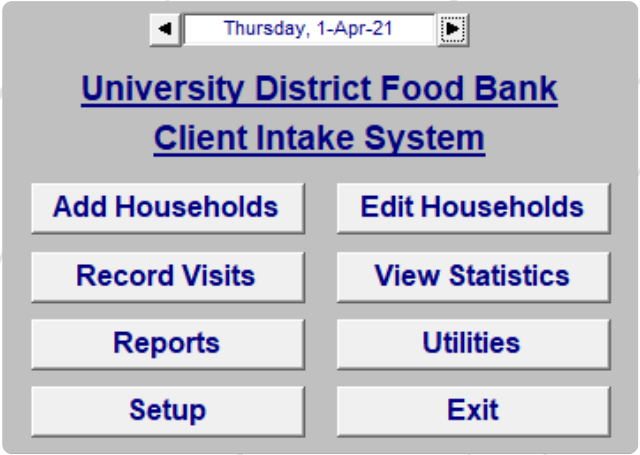 Thursday, 1-Apr-21
University District Food Bank
Client Intake System
Add Households
Edit Households
Record Visits
View Statistics
Reports
Utilities
Setup
Exit